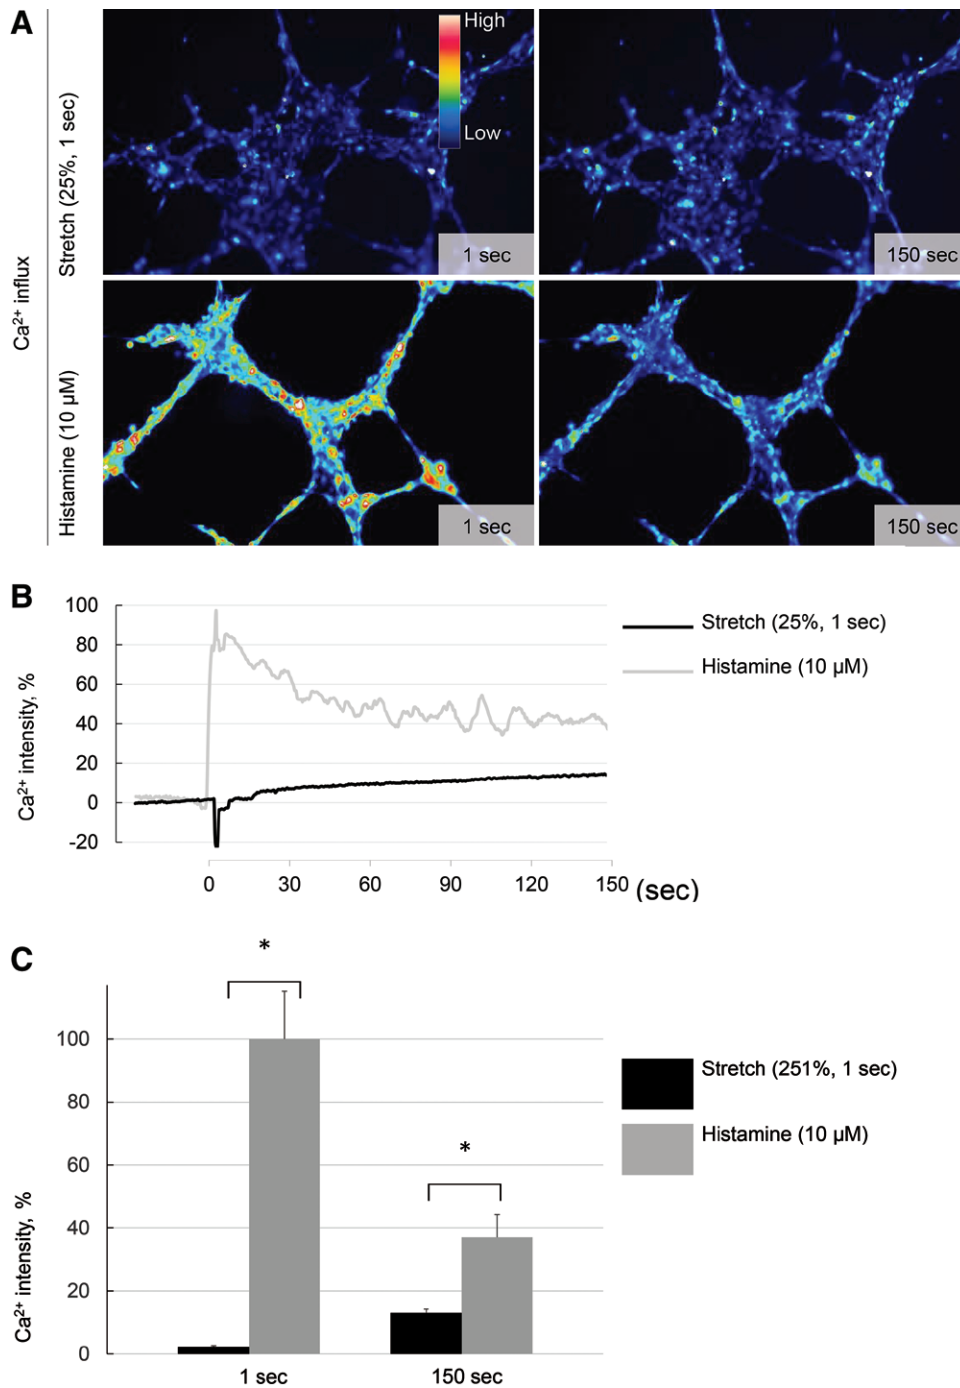 A
High
Low
Stretch (25%, 1 sec)
1 sec
150 sec
Ca²⁺ influx
Histamine (10 µM)
1 sec
150 sec
B
Ca²⁺ intensity, %
100
80
60
40
20
0
-20
0 30 60 90 120 150 (sec)
Stretch (25%, 1 sec)
Histamine (10 µM)
C
Ca²⁺ intensity, %
*
*
100
80
60
40
20
0
1 sec 150 sec
Stretch (251%, 1 sec)
Histamine (10 µM)